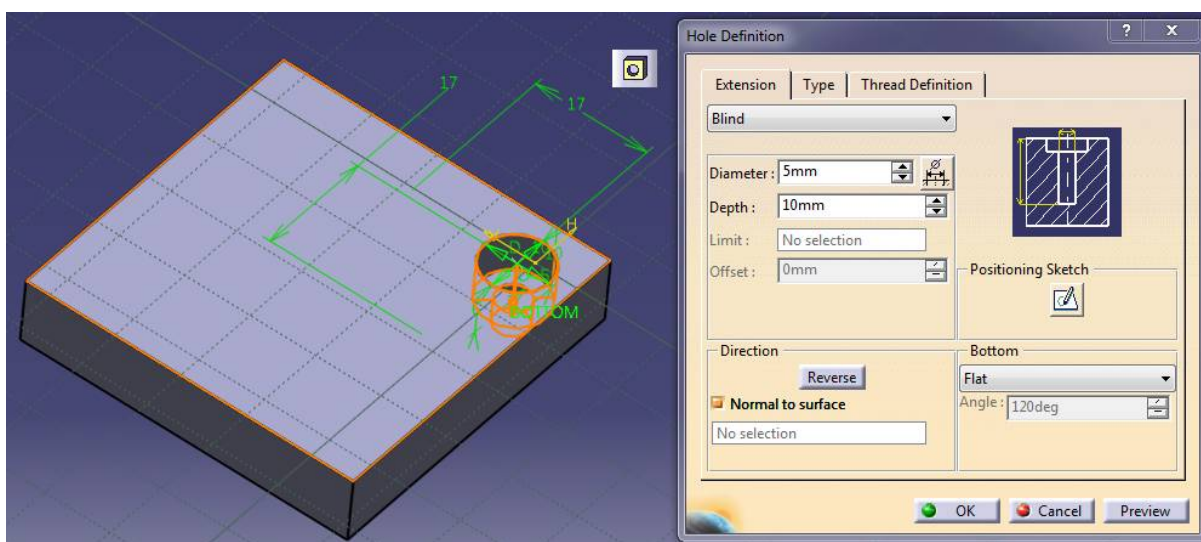 17
17
H
D
BOTTOM
Hole Definition
? X
Extension Type Thread Definition
Blind
Diameter : 5mm
Depth : 10mm
Limit : No selection
Offset : 0mm
Positioning Sketch
Direction
Reverse
Normal to surface
No selection
Bottom
Flat
Angle : 120deg
OK Cancel Preview